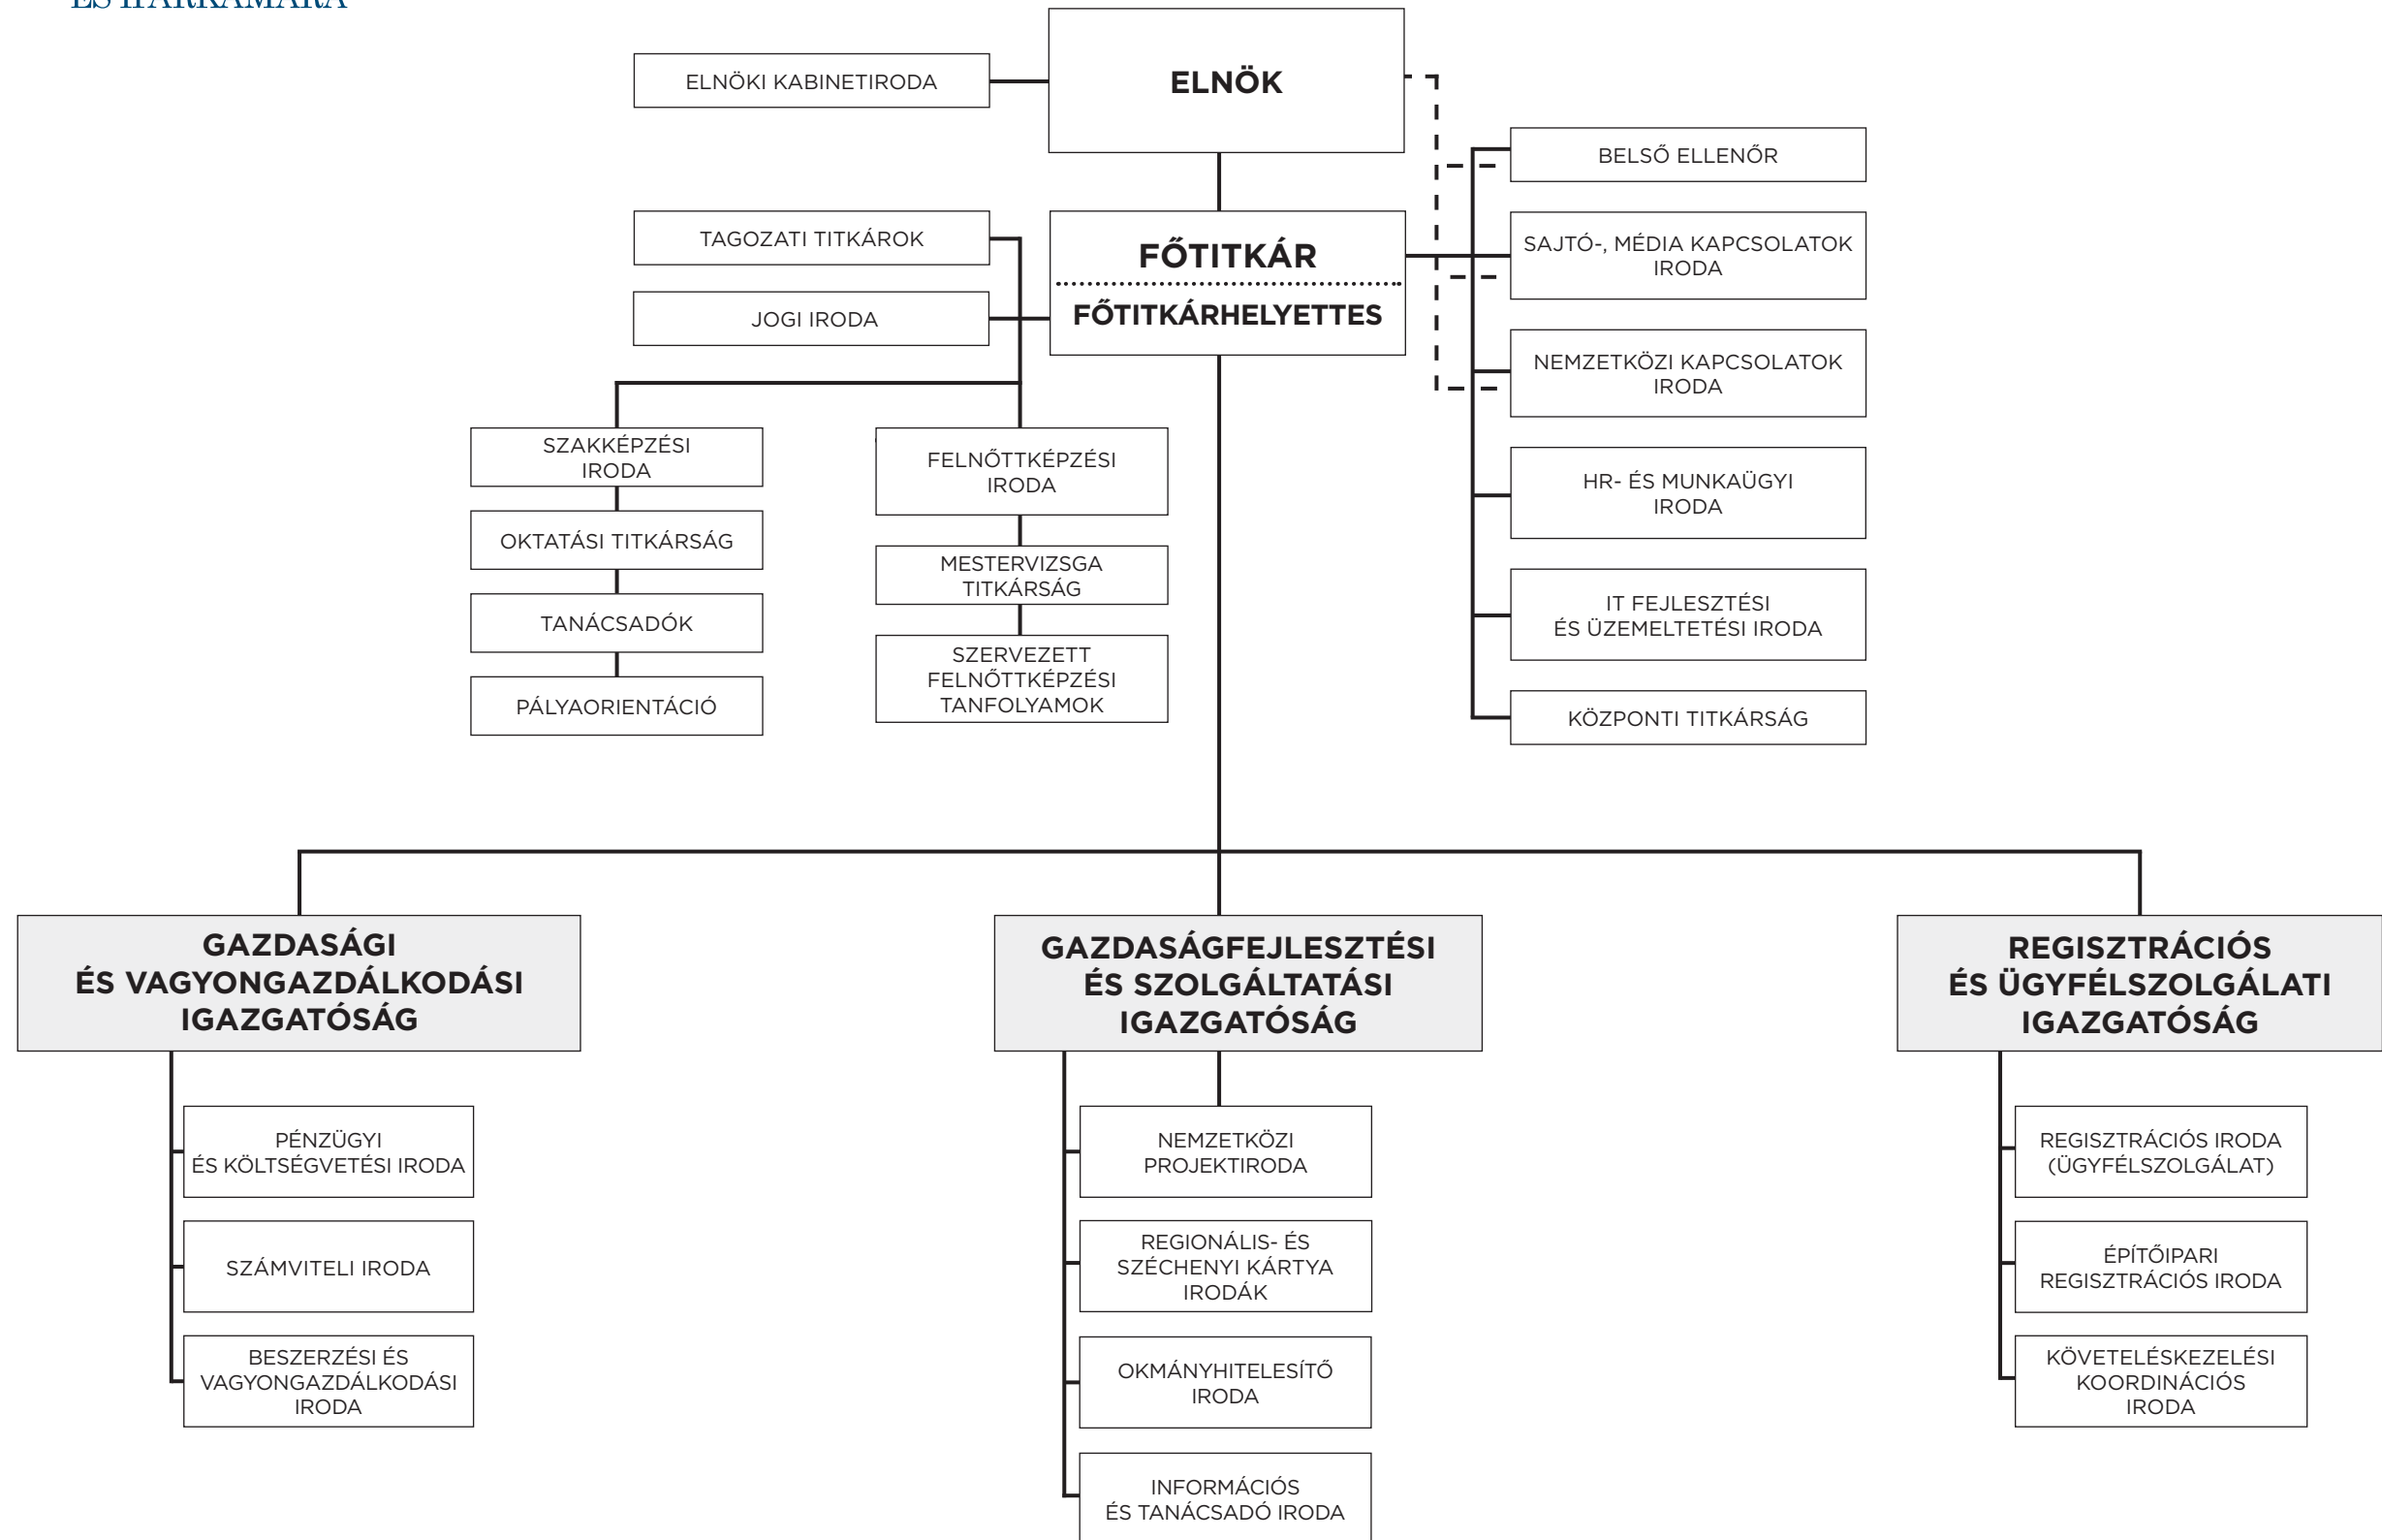 ÉS IPARKAMARA
ELNÖKI KABINETIRODA
ELNÖK
BELSŐ ELLENŐR
TAGOZATI TITKÁROK
FŐTITKÁR
FŐTITKÁRHELYETTES
SAJTÓ-, MÉDIA KAPCSOLATOK
IRODA
JOGI IRODA
NEMZETKÖZI KAPCSOLATOK
IRODA
SZAKKÉPZÉSI
IRODA
OKTATÁSI TITKÁRSÁG
TANÁCSADÓK
PÁLYAORIENTÁCIÓ
FELNŐTTKÉPZÉSI
IRODA
MESTERVIZSGA
TITKÁRSÁG
SZERVEZETT
FELNŐTTKÉPZÉSI
TANFOLYAMOK
HR- ÉS MUNKAÜGYI
IRODA
IT FEJLESZTÉSI
ÉS ÜZEMELTETÉSI IRODA
KÖZPONTI TITKÁRSÁG
GAZDASÁGI
ÉS VAGYONGAZDÁLKODÁSI
IGAZGATÓSÁG
PÉNZÜGYI
ÉS KÖLTSÉGVETÉSI IRODA
SZÁMVITELI IRODA
BESZERZÉSI ÉS
VAGYONGAZDÁLKODÁSI
IRODA
GAZDASÁGFEJLESZTÉSI
ÉS SZOLGÁLTATÁSI
IGAZGATÓSÁG
NEMZETKÖZI
PROJEKTIRODA
REGIONÁLIS- ÉS
SZÉCHENYI KÁRTYA
IRODÁK
OKMÁNYHITELESÍTŐ
IRODA
INFORMÁCIÓS
ÉS TANÁCSADÓ IRODA
REGISZTRÁCIÓS
ÉS ÜGYFÉLSZOLGÁLATI
IGAZGATÓSÁG
REGISZTRÁCIÓS IRODA
(ÜGYFÉLSZOLGÁLAT)
ÉPÍTŐIPARI
REGISZTRÁCIÓS IRODA
KÖVETELÉSKEZELÉSI
KOORDINÁCIÓS
IRODA